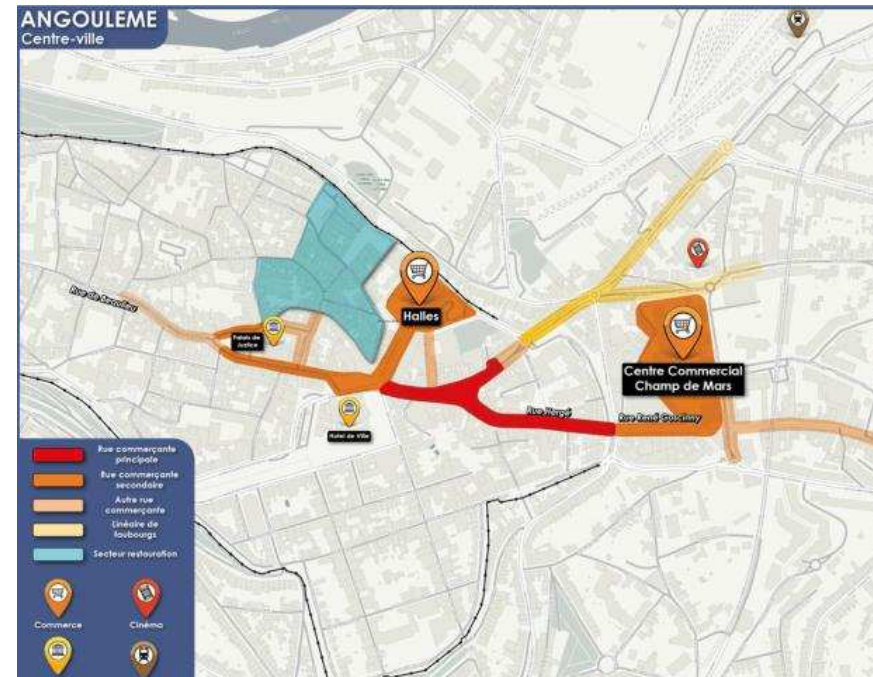 ANGOULEME
Centre-ville
Halles
Rue de Beaulieu
Palais de
Justice
Centre Commercial
Champ de Mars
Rue Hergé
Rue René Goscinny
Hotel de Ville
Rue commerçante
principale
Rue commerçante
secondaire
Autre rue
commerçante
Linéaire de
faubourgs
Secteur restauration
Commerce
Cinéma